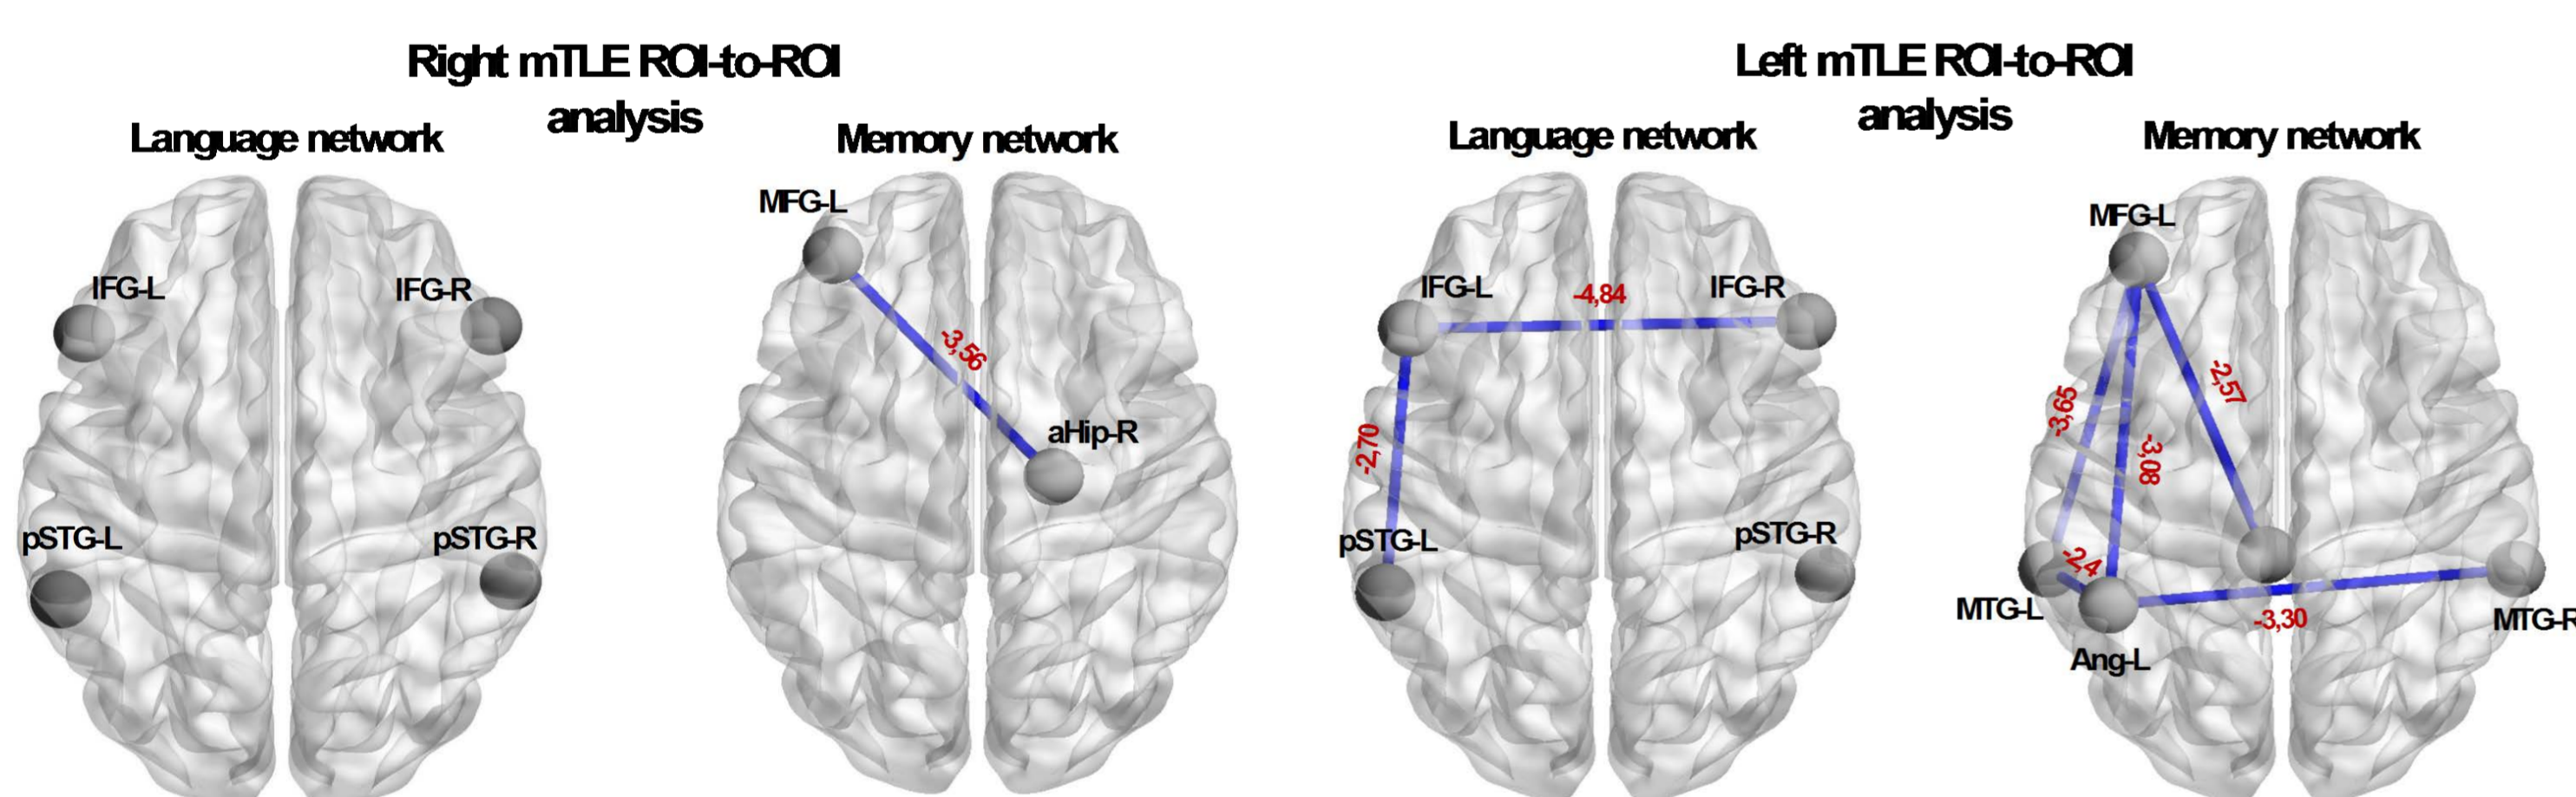 Right mTLE ROI-to-ROI
analysis
Language network
Memory network
MFG-L
IFG-L
IFG-R
-3,56
aHip-R
pSTG-L
pSTG-R
Left mTLE ROI-to-ROI
analysis
Language network
Memory network
IFG-L
-4,84
IFG-R
-2,70
pSTG-L
pSTG-R
MFG-L
-2,57
-3,65
-3,08
-2,4
MTG-L
-3,30
MTG-R
Ang-L